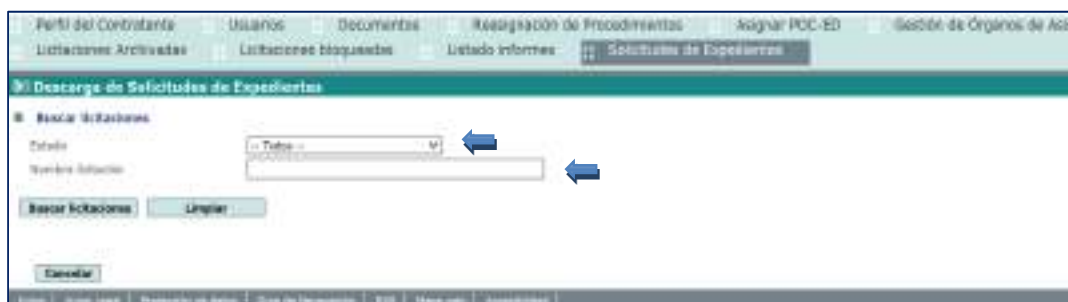 Perfil del Contratante Usuarios Documentos Reasignación de Procedimientos Asignar POC-ED Gestión de Órganos de Asi
Licitaciones Archivadas Licitaciones bloqueadas Listado informes Solicitudes de Expedientes
Descarga de Solicitudes de Expedientes
Buscar licitaciones
Estado -- Todos --
Nombre licitación
Buscar licitaciones Limpiar
Cancelar